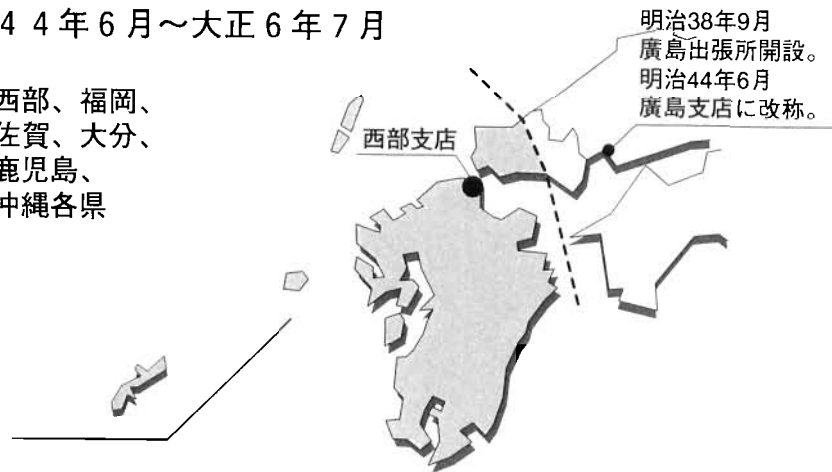 ４４年６月～大正６年７月
西部、福岡、
佐賀、大分、
鹿児島、
沖縄各県
西部支店
明治38年9月
廣島出張所開設。
明治44年6月
廣島支店に改称。